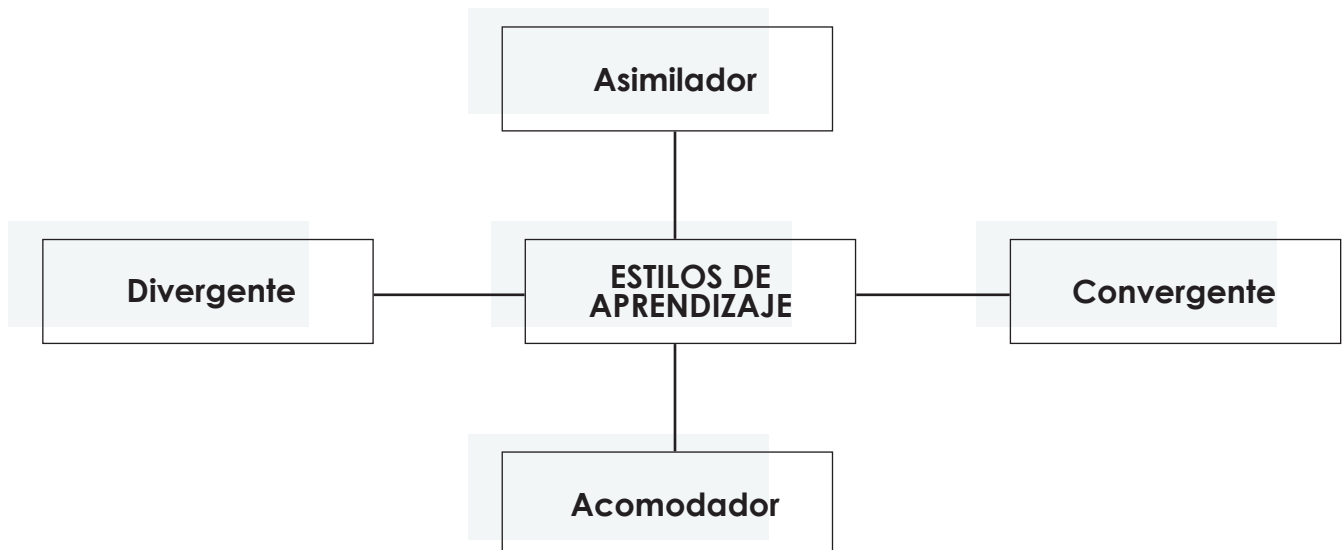 Asimilador
Divergente
ESTILOS DE
APRENDIZAJE
Convergente
Acomodador